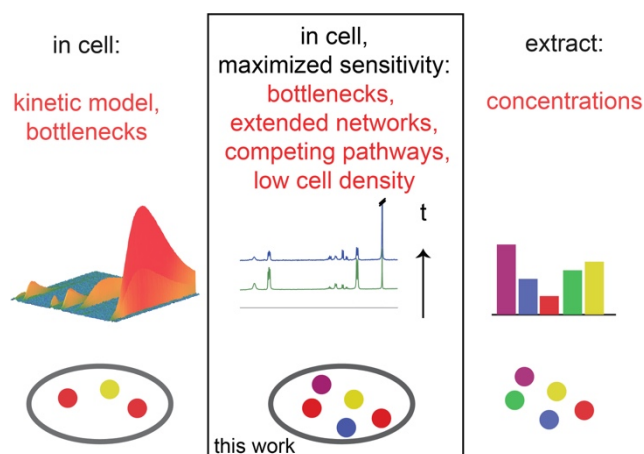 in cell:
kinetic model,
bottlenecks
in cell,
maximized sensitivity:
bottlenecks,
extended networks,
competing pathways,
low cell density
t
this work
extract:
concentrations